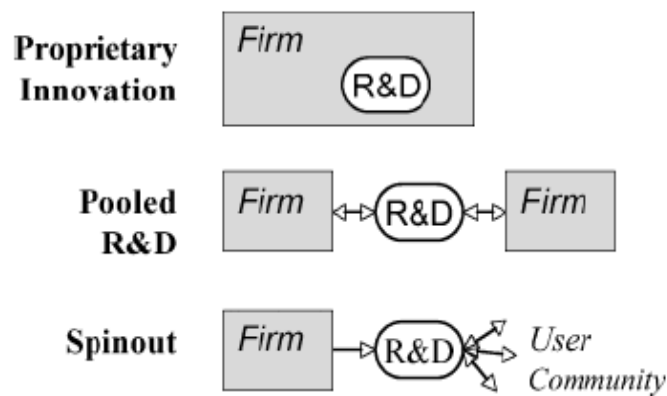 Proprietary
Innovation
Firm
R&D
Pooled
R&D
Firm
R&D
Firm
Spinout
Firm
R&D
User
Community